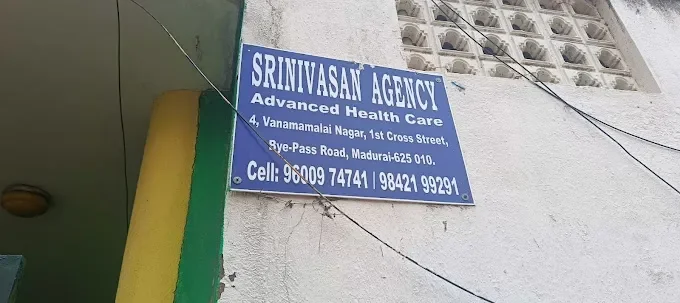 SRINIVASAN AGENCY
Advanced Health Care
4, Vanamamalai Nagar, 1st Cross Street,
Bye-Pass Road, Madurai-625 010.
Cell: 96009 74741 | 98421 99291